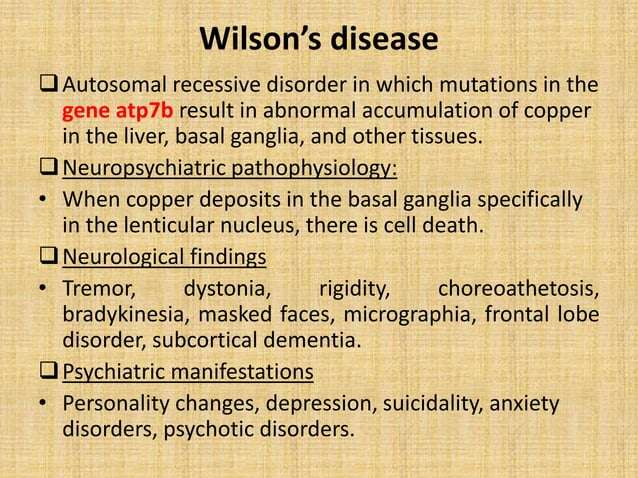 Wilson’s disease
Autosomal recessive disorder in which mutations in the
gene atp7b result in abnormal accumulation of copper
in the liver, basal ganglia, and other tissues.
Neuropsychiatric pathophysiology:
• When copper deposits in the basal ganglia specifically
in the lenticular nucleus, there is cell death.
Neurological findings
• Tremor, dystonia, rigidity, choreoathetosis,
bradykinesia, masked faces, micrographia, frontal lobe
disorder, subcortical dementia.
Psychiatric manifestations
• Personality changes, depression, suicidality, anxiety
disorders, psychotic disorders.